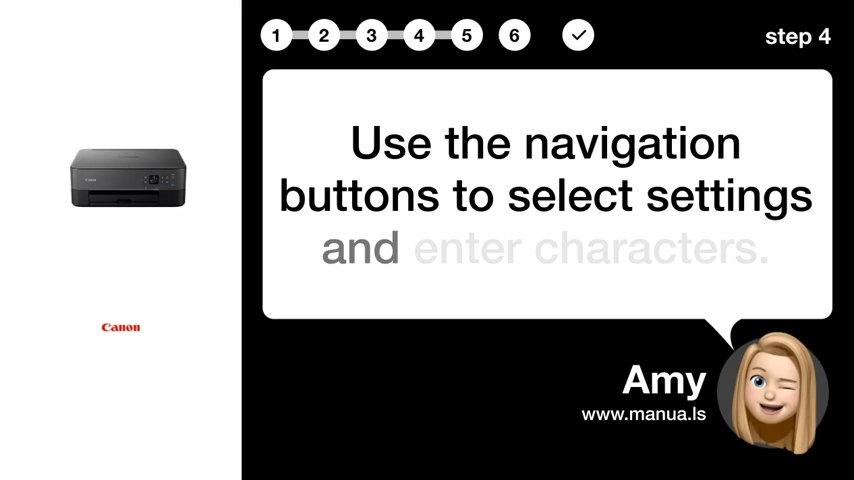 1 2 3 4 5 6
step 4
Use the navigation
buttons to select settings
and enter characters.
Canon
Amy
www.manua.ls